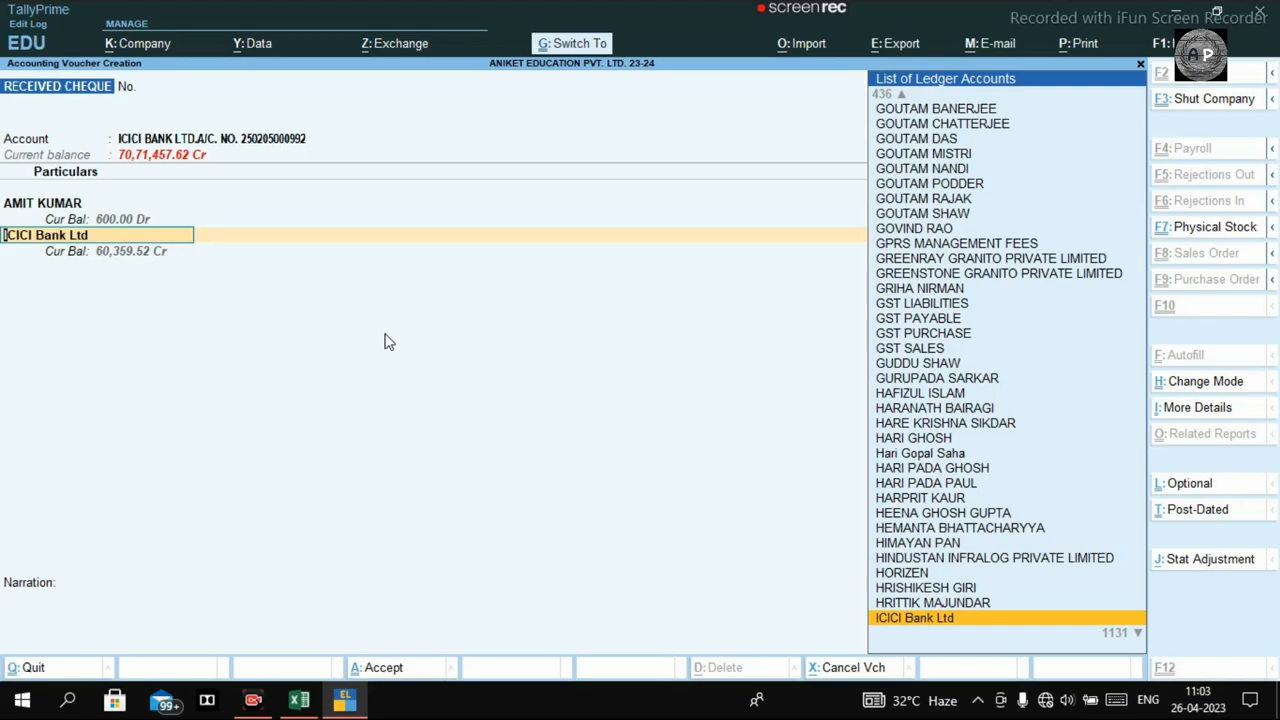 TallyPrime
Edit Log
EDU
MANAGE
K: Company
Y: Data
Z: Exchange
G: Switch To
screenrec
Recorded with iFun Screen Recorder
O: Import
E: Export
M: E-mail
P: Print
AP
Accounting Voucher Creation
ANIKET EDUCATION PVT. LTD. 23-24
RECEIVED CHEQUE No.
Account : ICICI BANK LTD.A/C. NO. 250205000992
Current balance : 70,71,457.62 Cr
Particulars
AMIT KUMAR
Cur Bal: 600.00 Dr
ICICI Bank Ltd
Cur Bal: 60,359.52 Cr
Narration:
List of Ledger Accounts
436
GOUTAM BANERJEE
GOUTAM CHATTERJEE
GOUTAM DAS
GOUTAM MISTRI
GOUTAM NANDI
GOUTAM PODDER
GOUTAM RAJAK
GOUTAM SHAW
GOVIND RAO
GPRS MANAGEMENT FEES
GREENRAY GRANITO PRIVATE LIMITED
GREENSTONE GRANITO PRIVATE LIMITED
GRIHA NIRMAN
GST LIABILITIES
GST PAYABLE
GST PURCHASE
GST SALES
GUDDU SHAW
GURUPADA SARKAR
HAFIZUL ISLAM
HARANATH BAIRAGI
HARE KRISHNA SIKDAR
HARI GHOSH
Hari Gopal Saha
HARI PADA GHOSH
HARI PADA PAUL
HARPRIT KAUR
HEENA GHOSH GUPTA
HEMANTA BHATTACHARYYA
HIMAYAN PAN
HINDUSTAN INFRALOG PRIVATE LIMITED
HORIZEN
HRISHIKESH GIRI
HRITTIK MAJUNDAR
ICICI Bank Ltd
1131
F2
F3: Shut Company
F4: Payroll
F5: Rejections Out
F6: Rejections In
F7: Physical Stock
F8: Sales Order
F9: Purchase Order
F10
F: Autofill
H: Change Mode
I: More Details
O: Related Reports
L: Optional
T: Post-Dated
J: Stat Adjustment
Q: Quit
A: Accept
D: Delete
X: Cancel Vch
F12
99+
EL
32°C Haze
ENG
11:03
26-04-2023